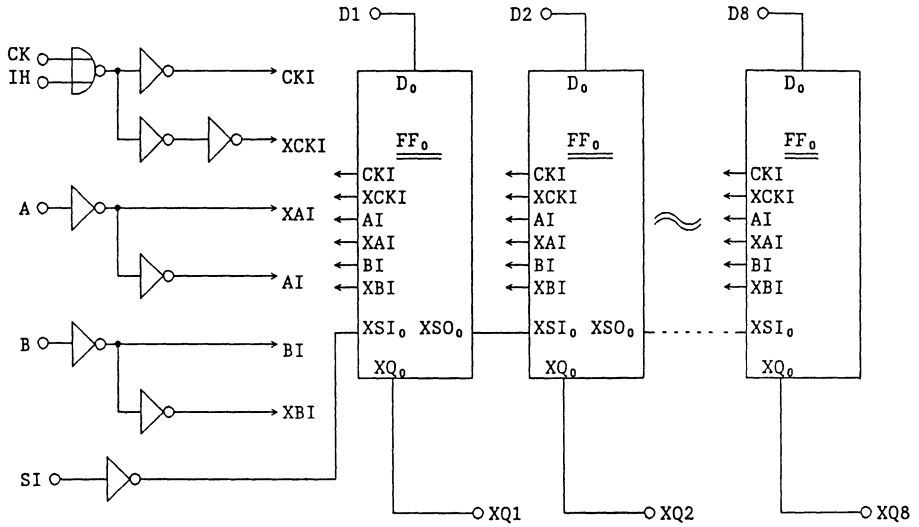 D1
D2
D8
CK
IH
CKI
XCKI
A
XAI
AI
B
BI
XBI
SI
D₀
FF₀
CKI
XCKI
AI
XAI
BI
XBI
XSI₀ XSO₀
XQ₀
D₀
FF₀
CKI
XCKI
AI
XAI
BI
XBI
XSI₀ XSO₀
XQ₀
D₀
FF₀
CKI
XCKI
AI
XAI
BI
XBI
XSI₀
XQ₀
XQ1
XQ2
XQ8